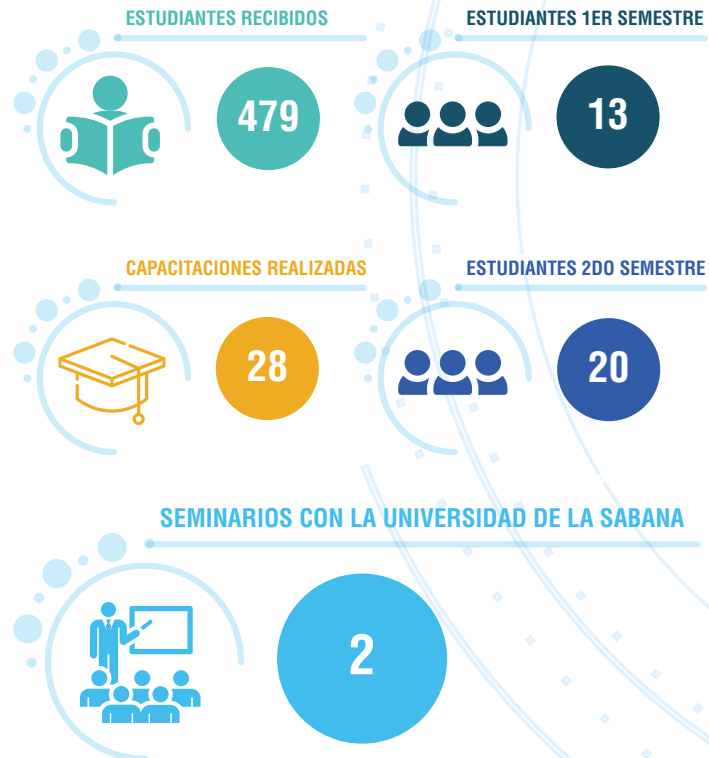 ESTUDIANTES RECIBIDOS
479
ESTUDIANTES 1ER SEMESTRE
13
CAPACITACIONES REALIZADAS
28
ESTUDIANTES 2DO SEMESTRE
20
SEMINARIOS CON LA UNIVERSIDAD DE LA SABANA
2